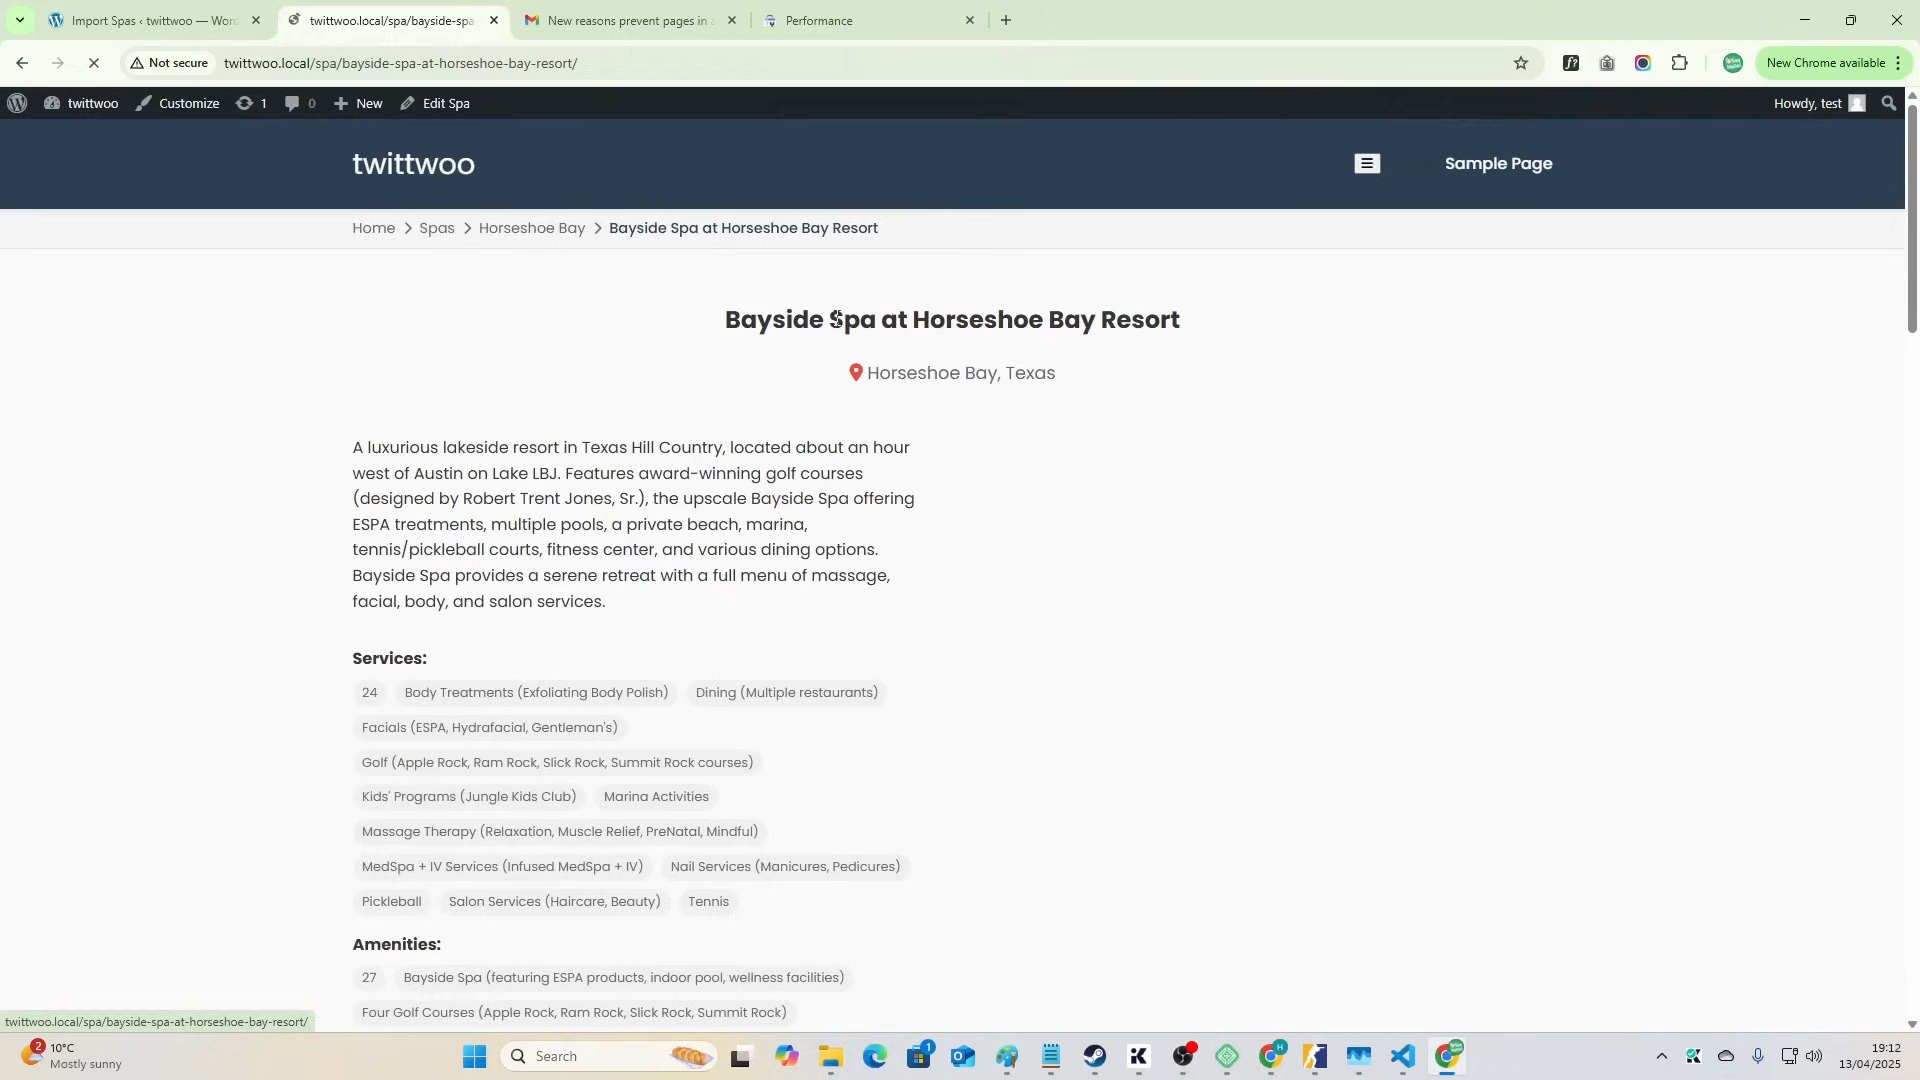 Import Spas ‹ twittwoo — Word
twittwoo.local/spa/bayside-spa
New reasons prevent pages in
Performance
Not secure
twittwoo.local/spa/bayside-spa-at-horseshoe-bay-resort/
New Chrome available
twittwoo
Customize
1
0
New
Edit Spa
Howdy, test
twittwoo
Sample Page
Home > Spas > Horseshoe Bay > Bayside Spa at Horseshoe Bay Resort
Bayside Spa at Horseshoe Bay Resort
Horseshoe Bay, Texas
A luxurious lakeside resort in Texas Hill Country, located about an hour
west of Austin on Lake LBJ. Features award-winning golf courses
(designed by Robert Trent Jones, Sr.), the upscale Bayside Spa offering
ESPA treatments, multiple pools, a private beach, marina,
tennis/pickleball courts, fitness center, and various dining options.
Bayside Spa provides a serene retreat with a full menu of massage,
facial, body, and salon services.
Services:
24 Body Treatments (Exfoliating Body Polish) Dining (Multiple restaurants)
Facials (ESPA, Hydrafacial, Gentleman's)
Golf (Apple Rock, Ram Rock, Slick Rock, Summit Rock courses)
Kids' Programs (Jungle Kids Club) Marina Activities
Massage Therapy (Relaxation, Muscle Relief, PreNatal, Mindful)
MedSpa + IV Services (Infused MedSpa + IV) Nail Services (Manicures, Pedicures)
Pickleball Salon Services (Haircare, Beauty) Tennis
Amenities:
27 Bayside Spa (featuring ESPA products, indoor pool, wellness facilities)
Four Golf Courses (Apple Rock, Ram Rock, Slick Rock, Summit Rock)
twittwoo.local/spa/bayside-spa-at-horseshoe-bay-resort/
2
10°C
Mostly sunny
Search
1
19:12
13/04/2025